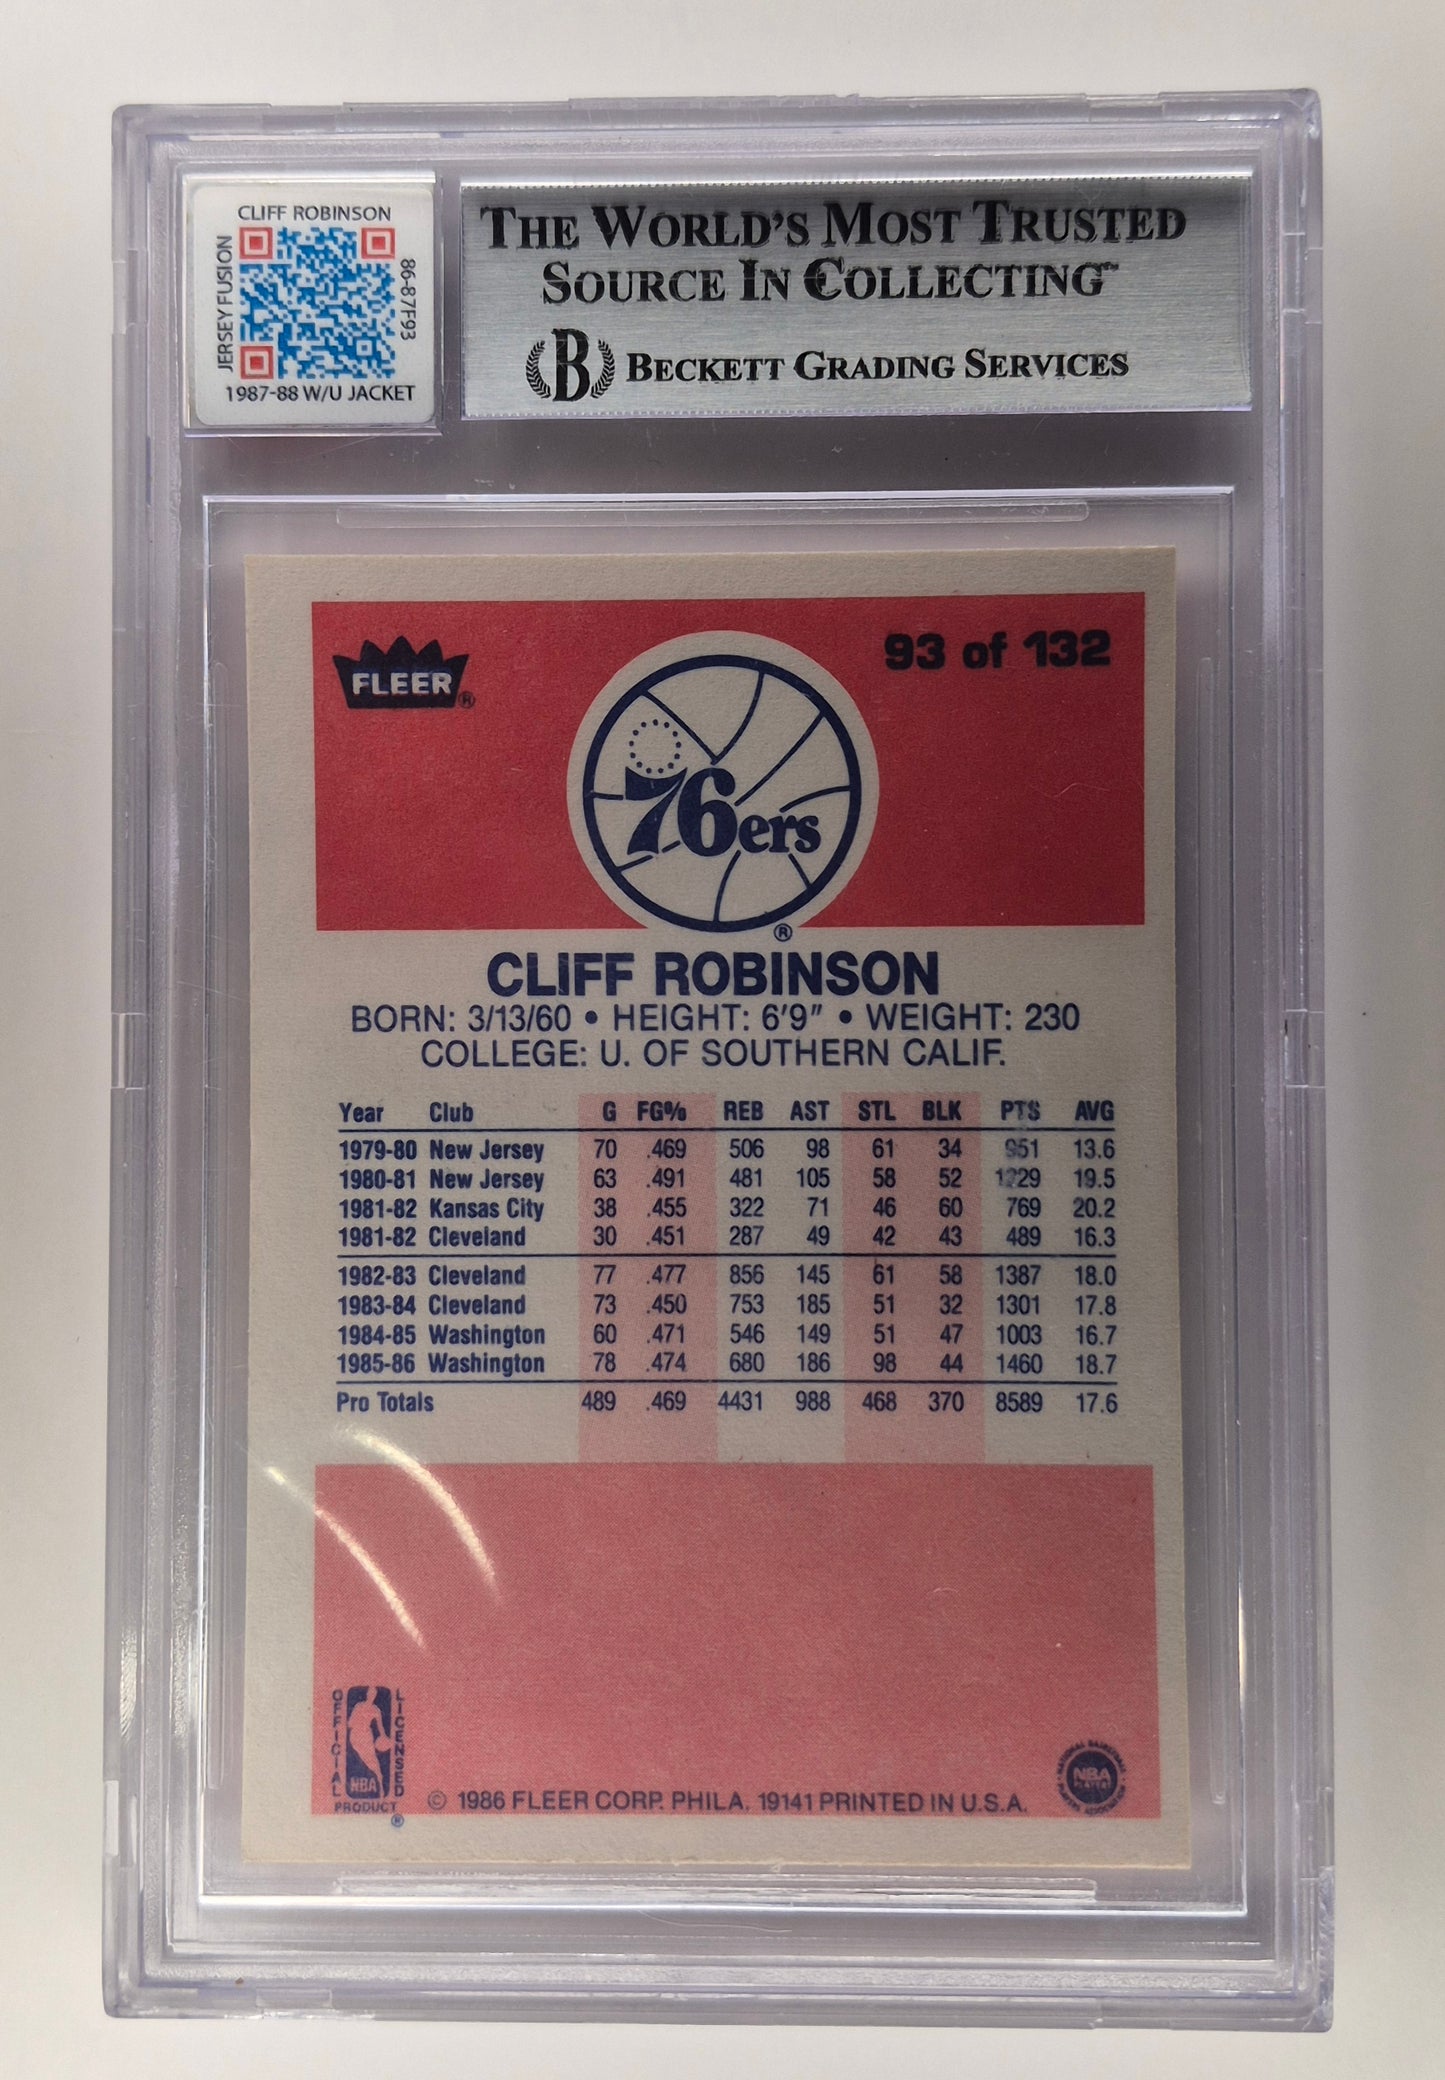 CLIFF ROBINSON
JERSEY FUSION
86-87F93
1987-88 W/U JACKET
THE WORLD'S MOST TRUSTED
SOURCE IN COLLECTING™
B BECKETT GRADING SERVICES
FLEER®
93 of 132
76ers
®
CLIFF ROBINSON
BORN: 3/13/60 • HEIGHT: 6'9" • WEIGHT: 230
COLLEGE: U. OF SOUTHERN CALIF.
Year Club G FG% REB AST STL BLK PTS AVG
1979-80 New Jersey 70 .469 506 98 61 34 951 13.6
1980-81 New Jersey 63 .491 481 105 58 52 1229 19.5
1981-82 Kansas City 38 .455 322 71 46 60 769 20.2
1981-82 Cleveland 30 .451 287 49 42 43 489 16.3
1982-83 Cleveland 77 .477 856 145 61 58 1387 18.0
1983-84 Cleveland 73 .450 753 185 51 32 1301 17.8
1984-85 Washington 60 .471 546 149 51 47 1003 16.7
1985-86 Washington 78 .474 680 186 98 44 1460 18.7
Pro Totals 489 .469 4431 988 468 370 8589 17.6
OFFICIAL
LICENSED
NBA
PRODUCT
®
© 1986 FLEER CORP. PHILA. 19141 PRINTED IN U.S.A.
NATIONAL BASKETBALL
NBA
PLAYERS
PLAYERS ASSOCIATION